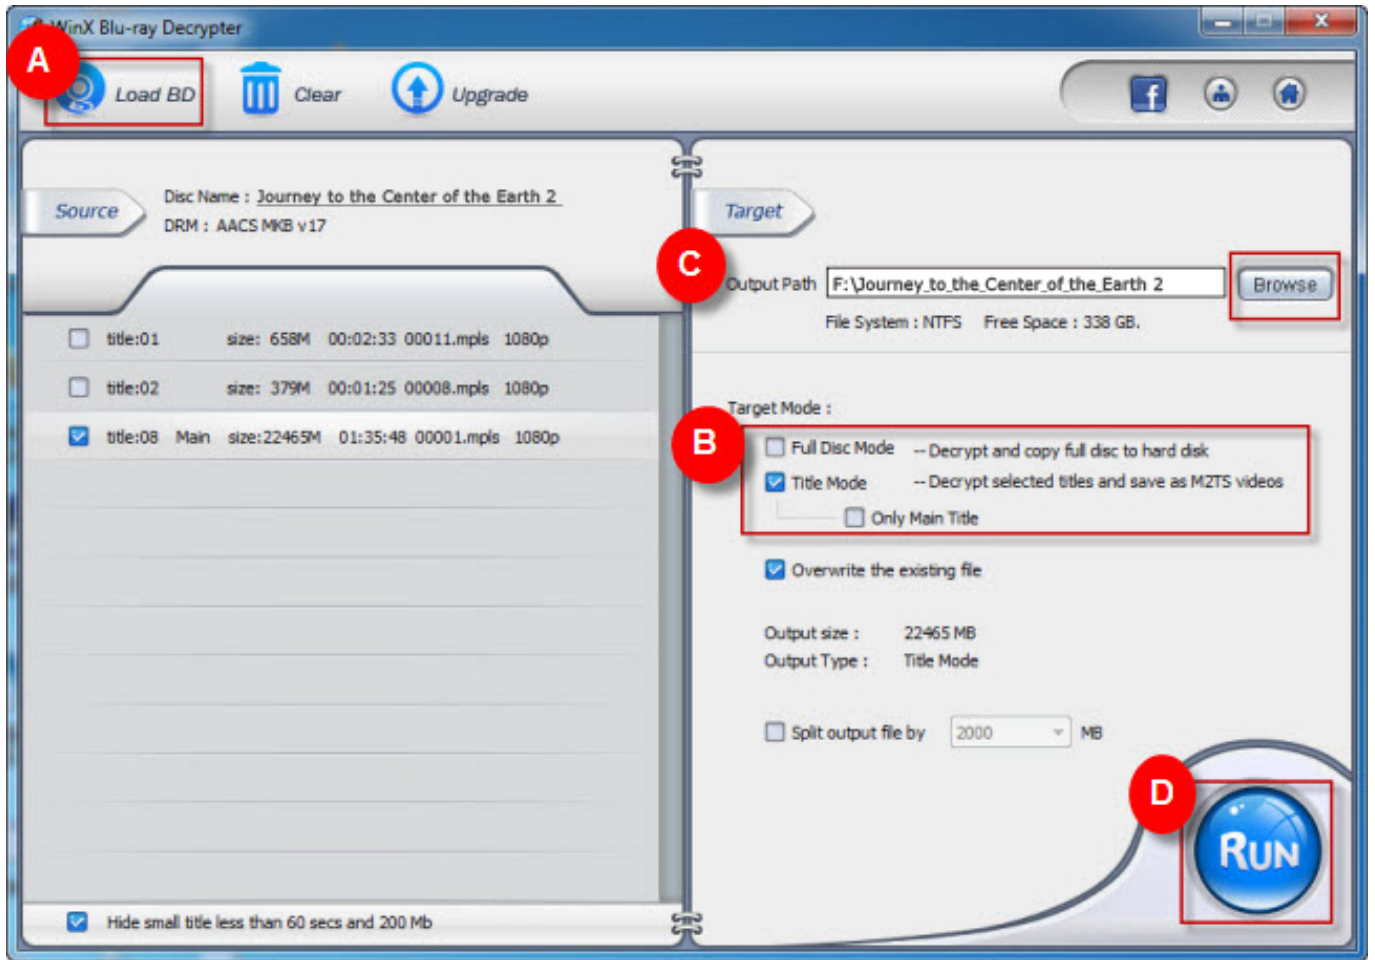 WinX Blu-ray Decrypter
A
Load BD
Clear
Upgrade
f
Source
Disc Name : Journey to the Center of the Earth 2
DRM : AACS MKB v17
title:01 size: 658M 00:02:33 00011.mpls 1080p
title:02 size: 379M 00:01:25 00008.mpls 1080p
title:08 Main size:22465M 01:35:48 00001.mpls 1080p
Hide small title less than 60 secs and 200 Mb
Target
C
Output Path F:\Journey_to_the_Center_of_the_Earth 2 Browse
File System : NTFS Free Space : 338 GB.
Target Mode :
B
Full Disc Mode -- Decrypt and copy full disc to hard disk
Title Mode -- Decrypt selected titles and save as M2TS videos
Only Main Title
Overwrite the existing file
Output size : 22465 MB
Output Type : Title Mode
Split output file by 2000 MB
D
RUN